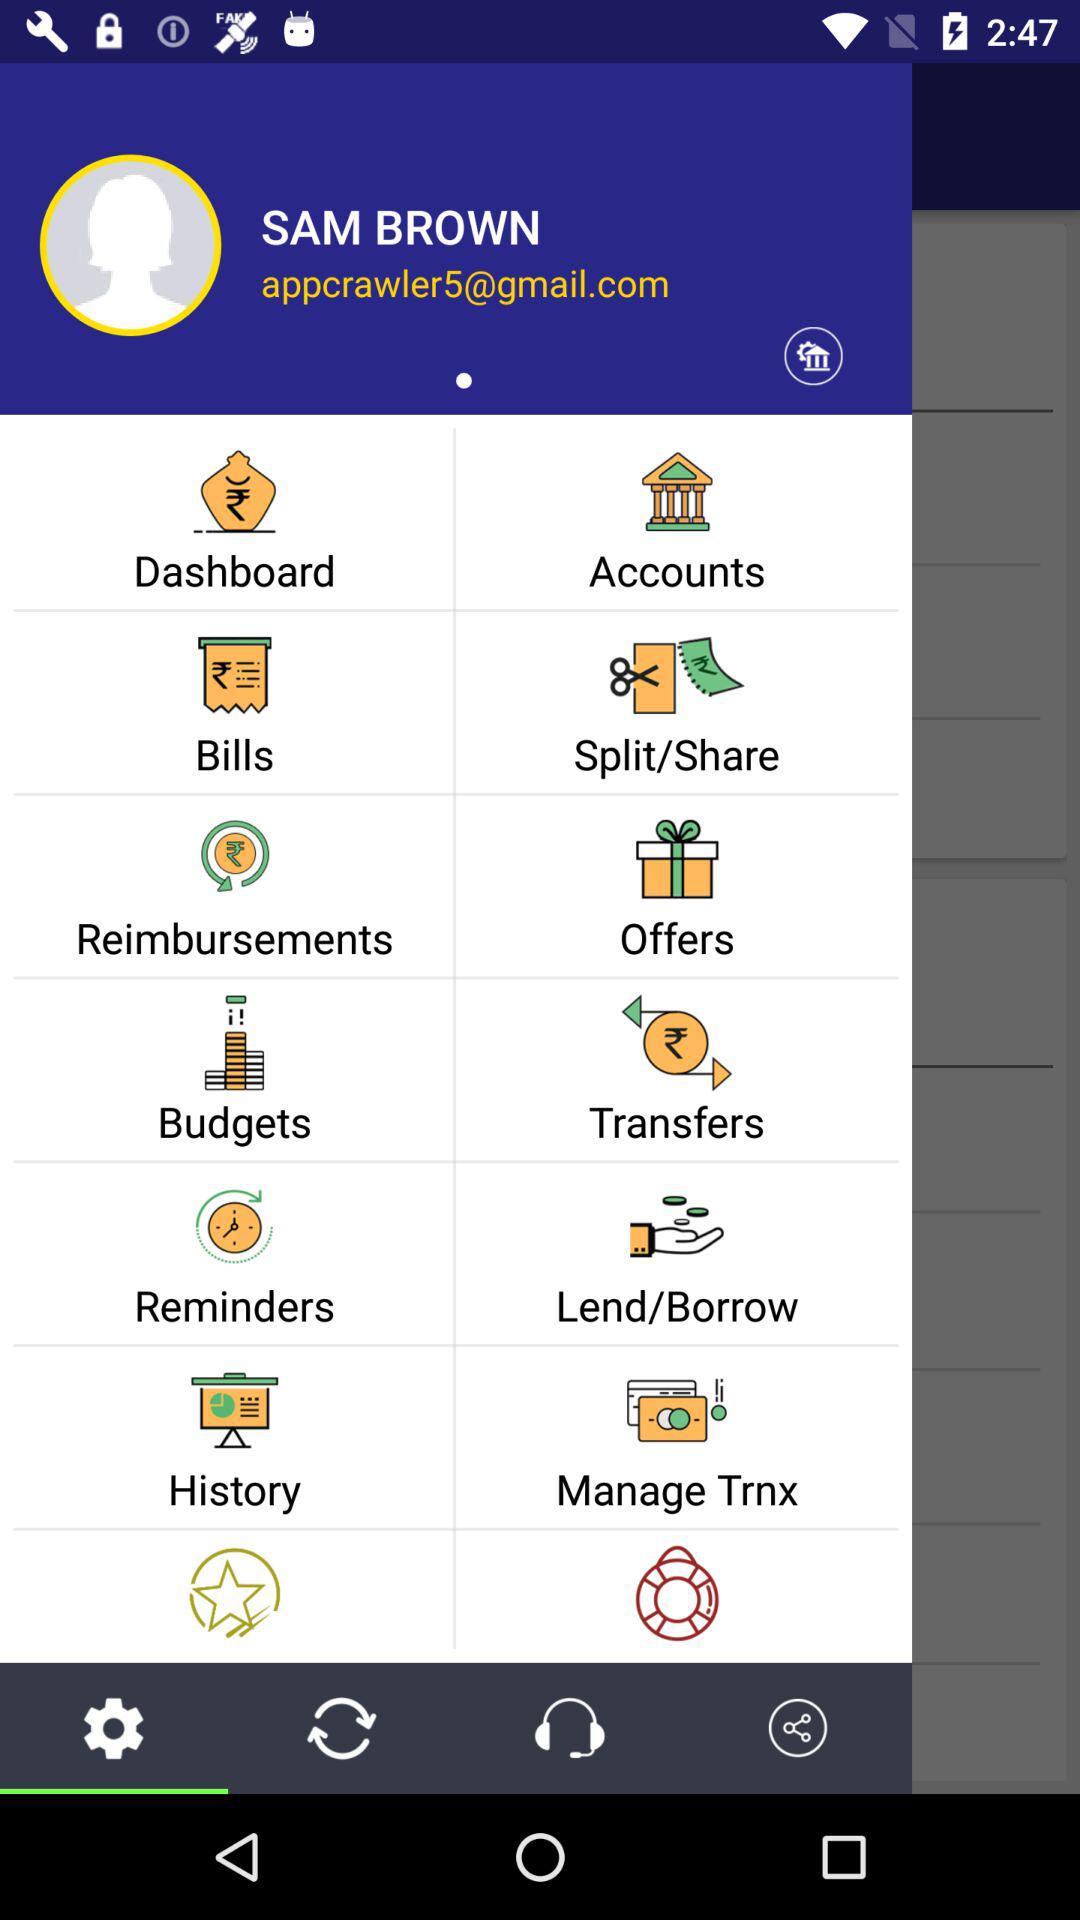 FAKE
2:47
SAM BROWN
appcrawler5@gmail.com
Dashboard
Accounts
Bills
Split/Share
Reimbursements
Offers
Budgets
Transfers
Reminders
Lend/Borrow
History
Manage Trnx